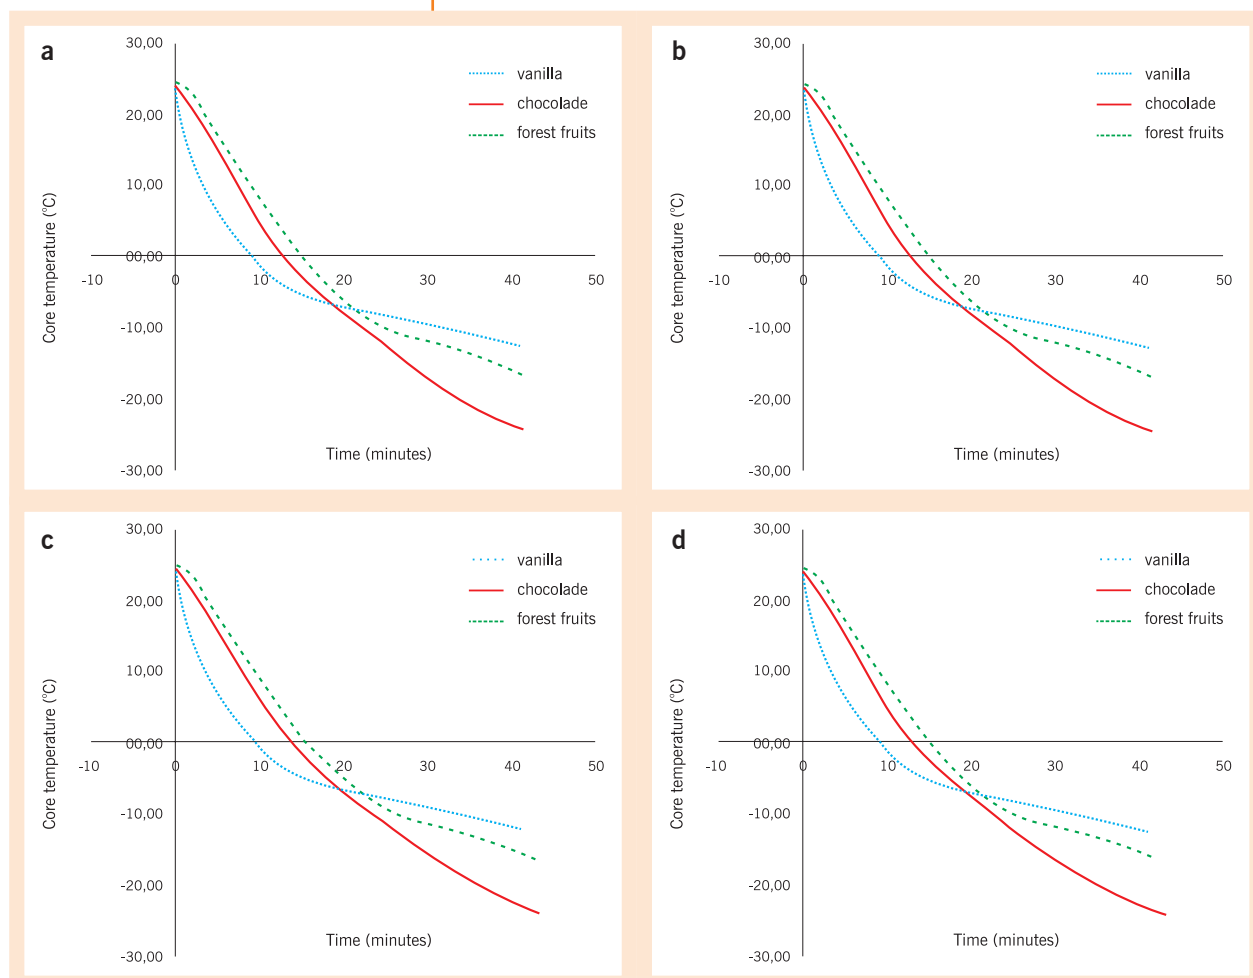 a
30,00
20,00
10,00
00,00
-10,00
-20,00
-30,00
-10 0 10 20 30 40 50
Core temperature (°C)
Time (minutes)
vanilla
chocolade
forest fruits
b
30,00
20,00
10,00
00,00
-10,00
-20,00
-30,00
-10 0 10 20 30 40 50
Core temperature (°C)
Time (minutes)
vanilla
chocolade
forest fruits
c
30,00
20,00
10,00
00,00
-10,00
-20,00
-30,00
-10 0 10 20 30 40 50
Core temperature (°C)
Time (minutes)
vanilla
chocolade
forest fruits
d
30,00
20,00
10,00
00,00
-10,00
-20,00
-30,00
-10 0 10 20 30 40 50
Core temperature (°C)
Time (minutes)
vanilla
chocolade
forest fruits